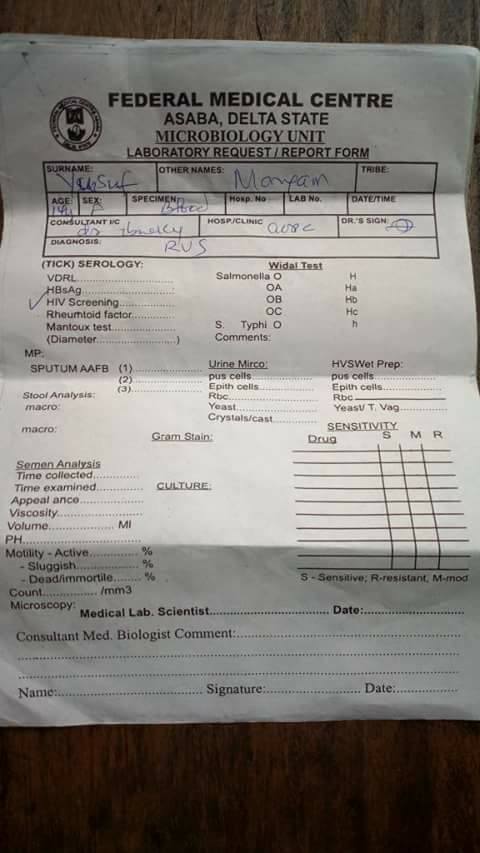 FEDERAL MEDICAL CENTRE
ASABA, DELTA STATE
MICROBIOLOGY UNIT
LABORATORY REQUEST / REPORT FORM
SURNAME: Yusuf OTHER NAMES: Maryam TRIBE:
AGE: SEX: F SPECIMEN: Blood Hosp. No LAB No. DATE/TIME
CONSULTANT I/C HOSP/CLINIC DR.'S SIGN:
DIAGNOSIS: RVS
(TICK) SEROLOGY: Widal Test
VDRL............... Salmonella O H
HBsAg............... OA Ha
✓ HIV Screening............... OB Hb
Rheumtoid factor............... OC Hc
Mantoux test............... S. Typhi O h
(Diameter...............) Comments:
MP:
SPUTUM AAFB (1)............... Urine Mirco: HVSWet Prep:
(2)............... pus cells............... pus cells...............
(3)............... Epith cells............... Epith cells...............
Stool Analysis: Rbc............... Rbc
macro: Yeast............... Yeast/ T. Vag...............
Crystals/cast...............
macro: Gram Stain: SENSITIVITY
Drug S M R
Semen Analysis
Time collected...............
Time examined............... CULTURE:
Appeal ance...............
Viscosity...............
Volume............... Ml
PH...............
Motility - Active............... %
- Sluggish............... %
- Dead/immortile........ % S - Sensitive; R-resistant, M-mod
Count............... /mm3
Microscopy: Medical Lab. Scientist............... Date:...............
Consultant Med. Biologist Comment:...............
Name:............... Signature:............... Date:...............